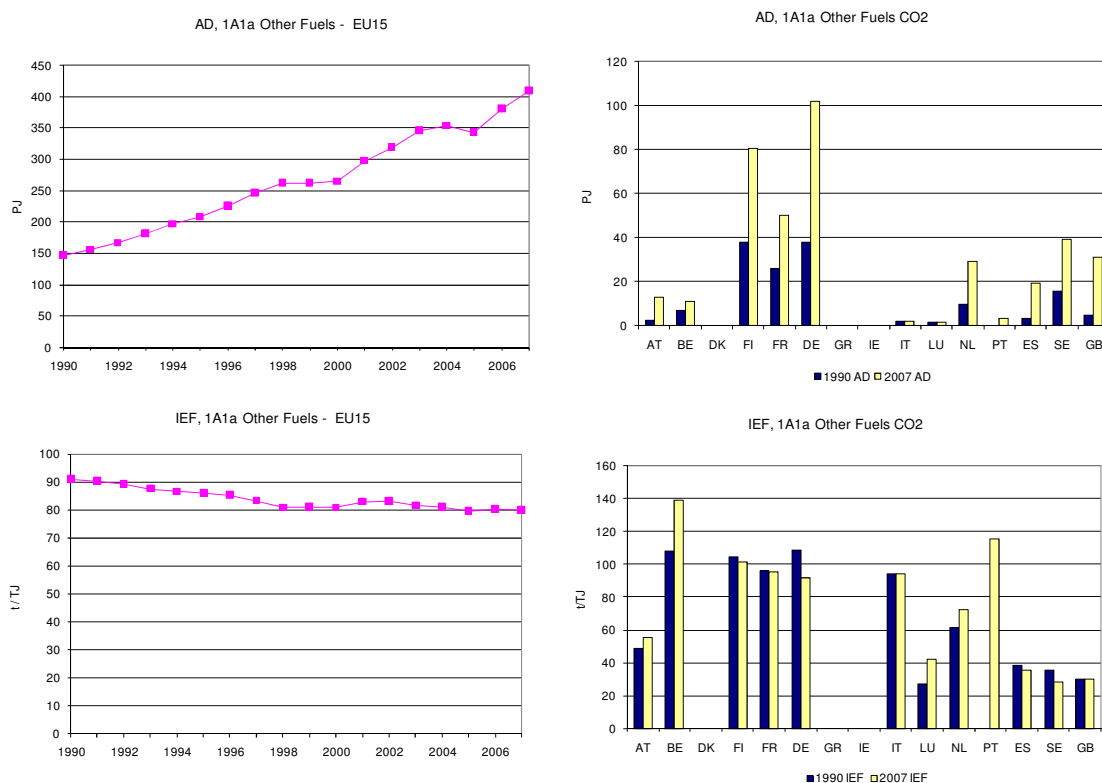 AD, 1A1a Other Fuels - EU15
450
400
350
300
250
200
150
100
50
0
PJ
1990 1992 1994 1996 1998 2000 2002 2004 2006
AD, 1A1a Other Fuels CO2
120
100
80
60
40
20
0
PJ
AT BE DK FI FR DE GR IE IT LU NL PT ES SE GB
1990 AD 2007 AD
IEF, 1A1a Other Fuels - EU15
100
90
80
70
60
50
40
30
20
10
0
t / TJ
1990 1992 1994 1996 1998 2000 2002 2004 2006
IEF, 1A1a Other Fuels CO2
160
140
120
100
80
60
40
20
0
t/TJ
AT BE DK FI FR DE GR IE IT LU NL PT ES SE GB
1990 IEF 2007 IEF